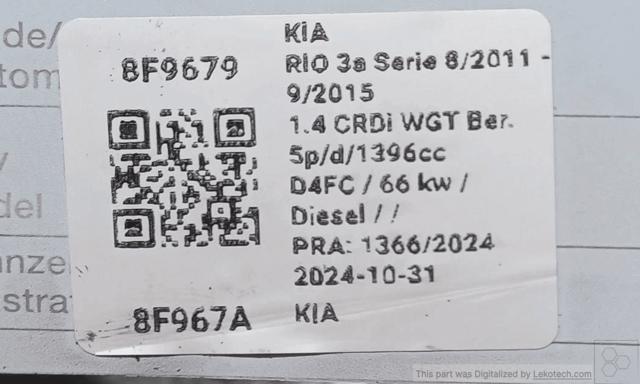 de/
tom
y
del
anze
stra
8F9679
8F967A
KIA
RIO 3a Serie 8/2011 -
9/2015
1.4 CRDi WGT Ber.
5p/d/1396cc
D4FC / 66 kw /
Diesel / /
PRA: 1366/2024
2024-10-31
KIA
This part was Digitalized by Lekotech.com